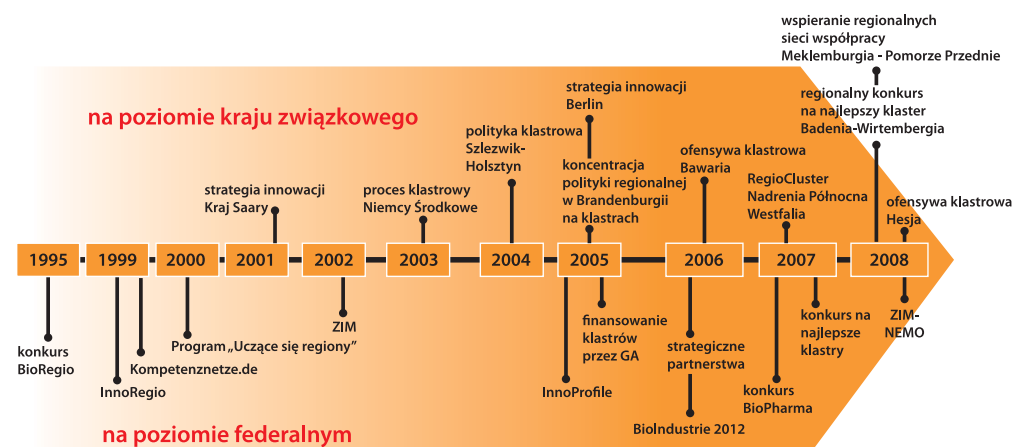 wspieranie regionalnych
sieci współpracy
Meklemburgia - Pomorze Przednie
na poziomie kraju związkowego
strategia innowacji
Berlin
regionalny konkurs
na najlepszy klaster
Badenia-Wirtembergia
polityka klastrowa
Szlezwik-
Holsztyn
koncentracja
polityki regionalnej
w Brandenburgii
na klastrach
ofensywa klastrowa
Bawaria
strategia innowacji
Kraj Saary
proces klastrowy
Niemcy Środkowe
RegioCluster
Nadrenia Północna
Westfalia
ofensywa klastrowa
Hesja
1995
1999
2000
2001
2002
2003
2004
2005
2006
2007
2008
konkurs
BioRegio
InnoRegio
Kompetenznetze.de
Program „Uczące się regiony”
ZIM
InnoProfile
finansowanie
klastrów
przez GA
strategiczne
partnerstwa
BioIndustrie 2012
konkurs
BioPharma
konkurs na
najlepsze
klastry
ZIM-
NEMO
na poziomie federalnym